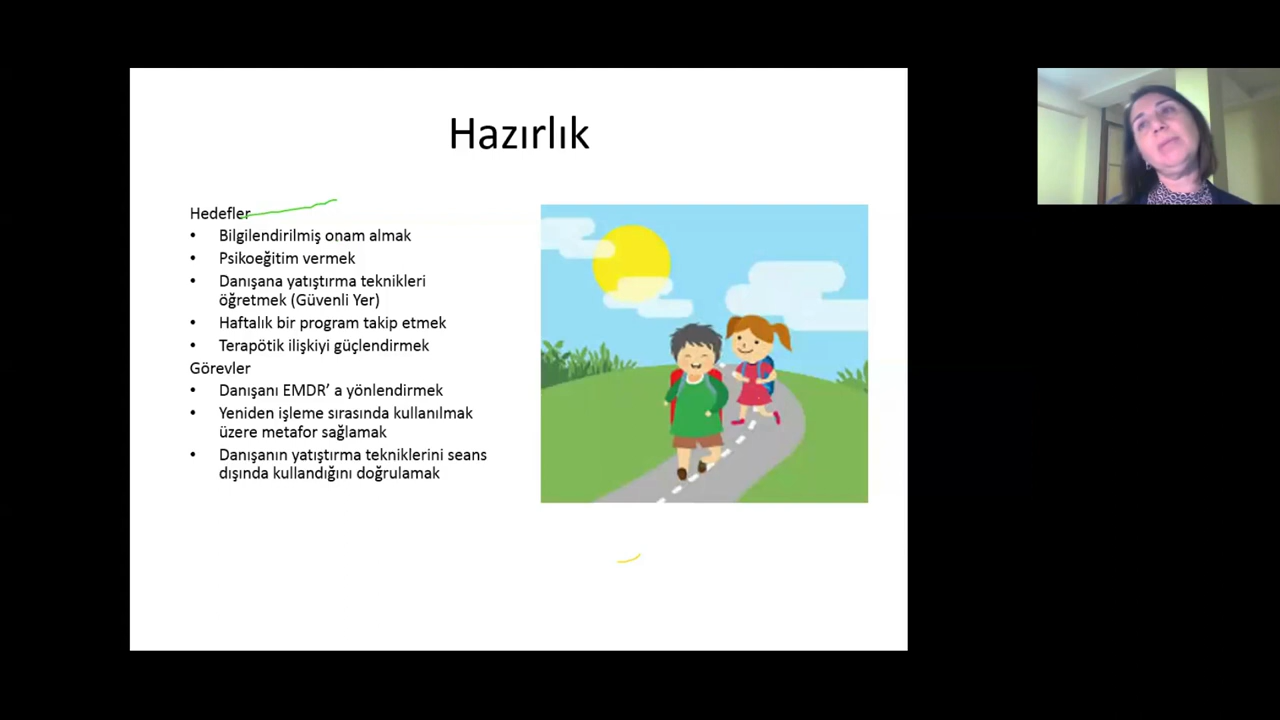 Hazırlık
Hedefler
• Bilgilendirilmiş onam almak
• Psikoeğitim vermek
• Danışana yatıştırma teknikleri
öğretmek (Güvenli Yer)
• Haftalık bir program takip etmek
• Terapötik ilişkiyi güçlendirmek
Görevler
• Danışanı EMDR’ a yönlendirmek
• Yeniden işleme sırasında kullanılmak
üzere metafor sağlamak
• Danışanın yatıştırma tekniklerini seans
dışında kullandığını doğrulamak